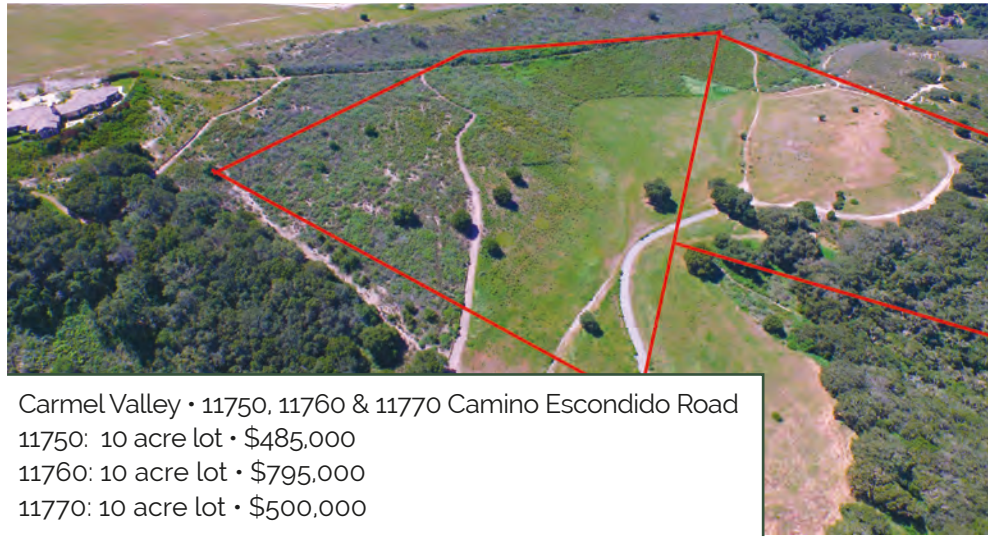 Carmel Valley • 11750, 11760 & 11770 Camino Escondido Road
11750:  10 acre lot • $485,000
11760: 10 acre lot • $795,000
11770: 10 acre lot • $500,000